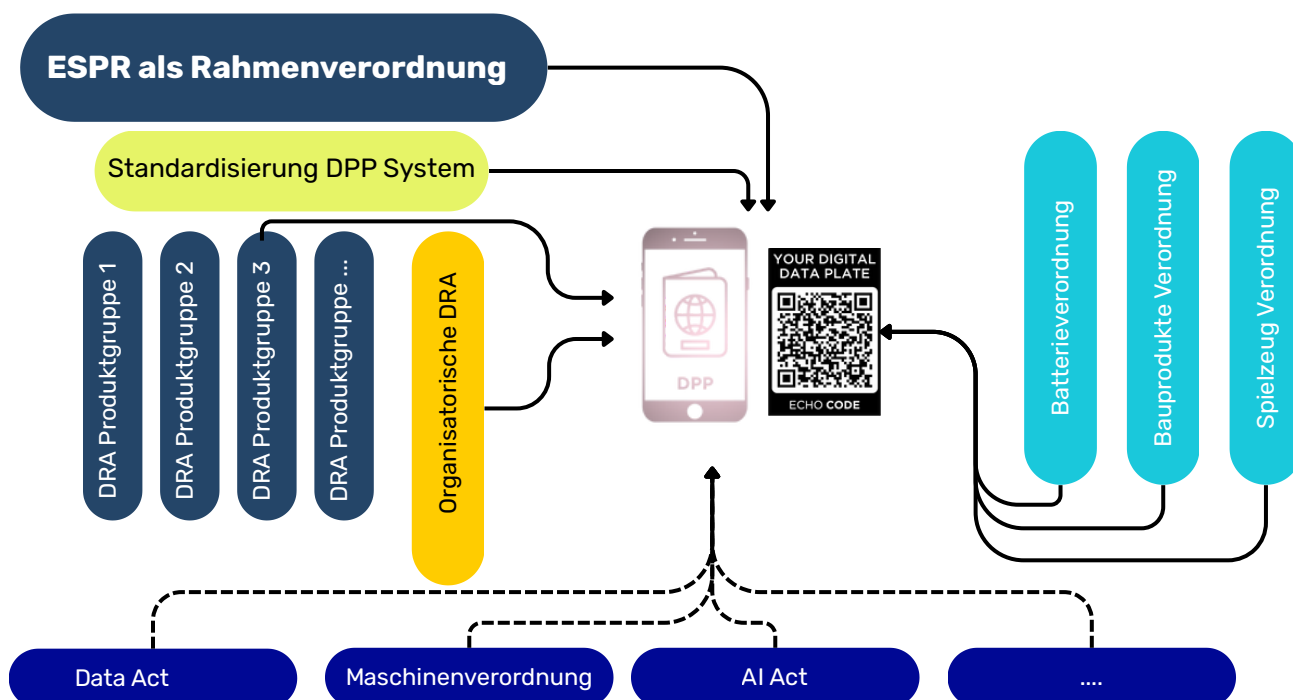 ESPR als Rahmenverordnung
Standardisierung DPP System
DRA Produktgruppe 1
DRA Produktgruppe 2
DRA Produktgruppe 3
DRA Produktgruppe ...
Organisatorische DRA
DPP
YOUR DIGITAL
DATA PLATE
ECHO CODE
Batterieverordnung
Bauprodukte Verordnung
Spielzeug Verordnung
Data Act
Maschinenverordnung
AI Act
....